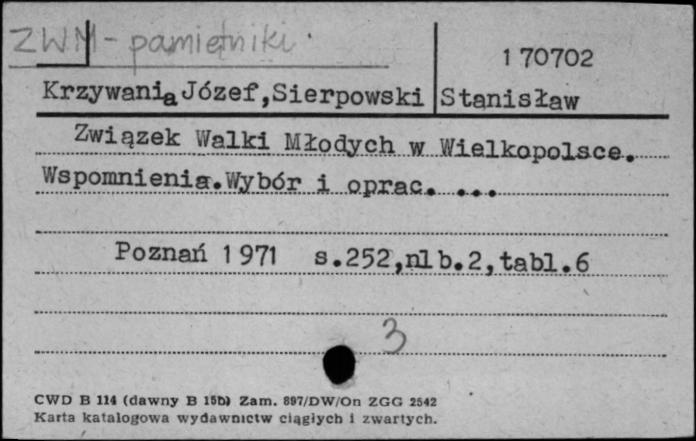 ZWM - pamiętniki
1 70702
Krzywania Józef, Sierpowski Stanisław
Związek Walki Młodych w Wielkopolsce.
Wspomnienia. Wybór i oprac. ...
Poznań 1971 s.252,nlb.2,tabl.6
3
CWD B 114 (dawny B 15b) Zam. 897/DW/On ZGG 2542
Karta katalogowa wydawnictw ciągłych i zwartych.